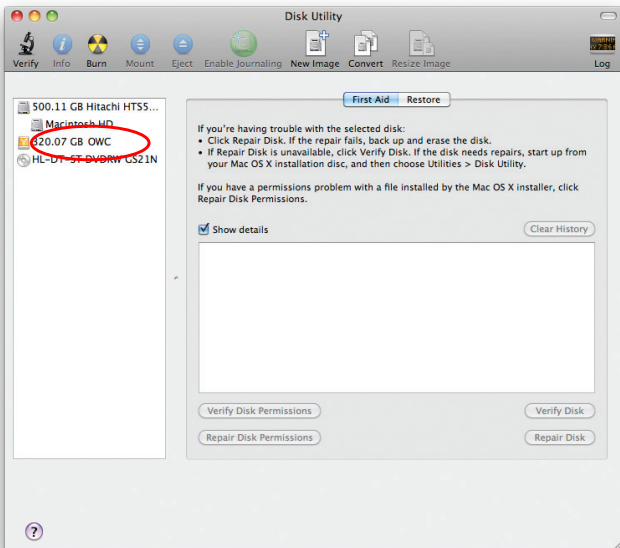 Disk Utility
Verify Info Burn Mount Eject Enable Journaling New Image Convert Resize Image Log
500.11 GB Hitachi HTS5...
Macintosh HD
320.07 GB OWC
HL-DT-ST DVDRW GS21N
First Aid Restore
If you're having trouble with the selected disk:
• Click Repair Disk. If the repair fails, back up and erase the disk.
• If Repair Disk is unavailable, click Verify Disk. If the disk needs repairs, start up from
your Mac OS X installation disc, and then choose Utilities > Disk Utility.
If you have a permissions problem with a file installed by the Mac OS X installer, click
Repair Disk Permissions.
Show details
Clear History
Verify Disk Permissions
Verify Disk
Repair Disk Permissions
Repair Disk
?